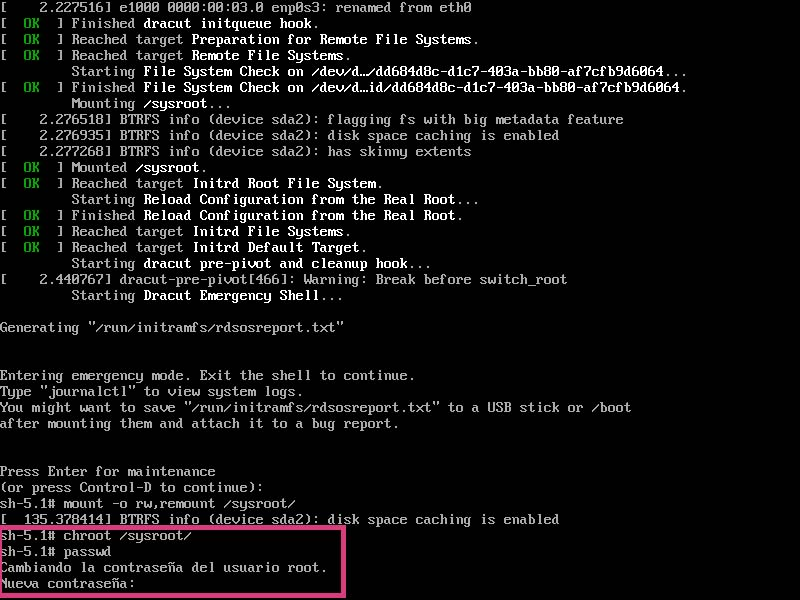 [    2.227516] e1000 0000:00:03.0 enp0s3: renamed from eth0
[  OK  ] Finished dracut initqueue hook.
[  OK  ] Reached target Preparation for Remote File Systems.
[  OK  ] Reached target Remote File Systems.
         Starting File System Check on /dev/d…/dd684d8c-d1c7-403a-bb80-af7cfb9d6064...
[  OK  ] Finished File System Check on /dev/d…id/dd684d8c-d1c7-403a-bb80-af7cfb9d6064.
         Mounting /sysroot...
[    2.276518] BTRFS info (device sda2): flagging fs with big metadata feature
[    2.276935] BTRFS info (device sda2): disk space caching is enabled
[    2.277268] BTRFS info (device sda2): has skinny extents
[  OK  ] Mounted /sysroot.
[  OK  ] Reached target Initrd Root File System.
         Starting Reload Configuration from the Real Root...
[  OK  ] Finished Reload Configuration from the Real Root.
[  OK  ] Reached target Initrd File Systems.
[  OK  ] Reached target Initrd Default Target.
         Starting dracut pre-pivot and cleanup hook...
[    2.440767] dracut-pre-pivot[466]: Warning: Break before switch_root
         Starting Dracut Emergency Shell...
Generating "/run/initramfs/rdsosreport.txt"
Entering emergency mode. Exit the shell to continue.
Type "journalctl" to view system logs.
You might want to save "/run/initramfs/rdsosreport.txt" to a USB stick or /boot
after mounting them and attach it to a bug report.
Press Enter for maintenance
(or press Control-D to continue):
sh-5.1# mount -o rw,remount /sysroot/
[  135.378414] BTRFS info (device sda2): disk space caching is enabled
sh-5.1# chroot /sysroot/
sh-5.1# passwd
Cambiando la contraseña del usuario root.
Nueva contraseña: